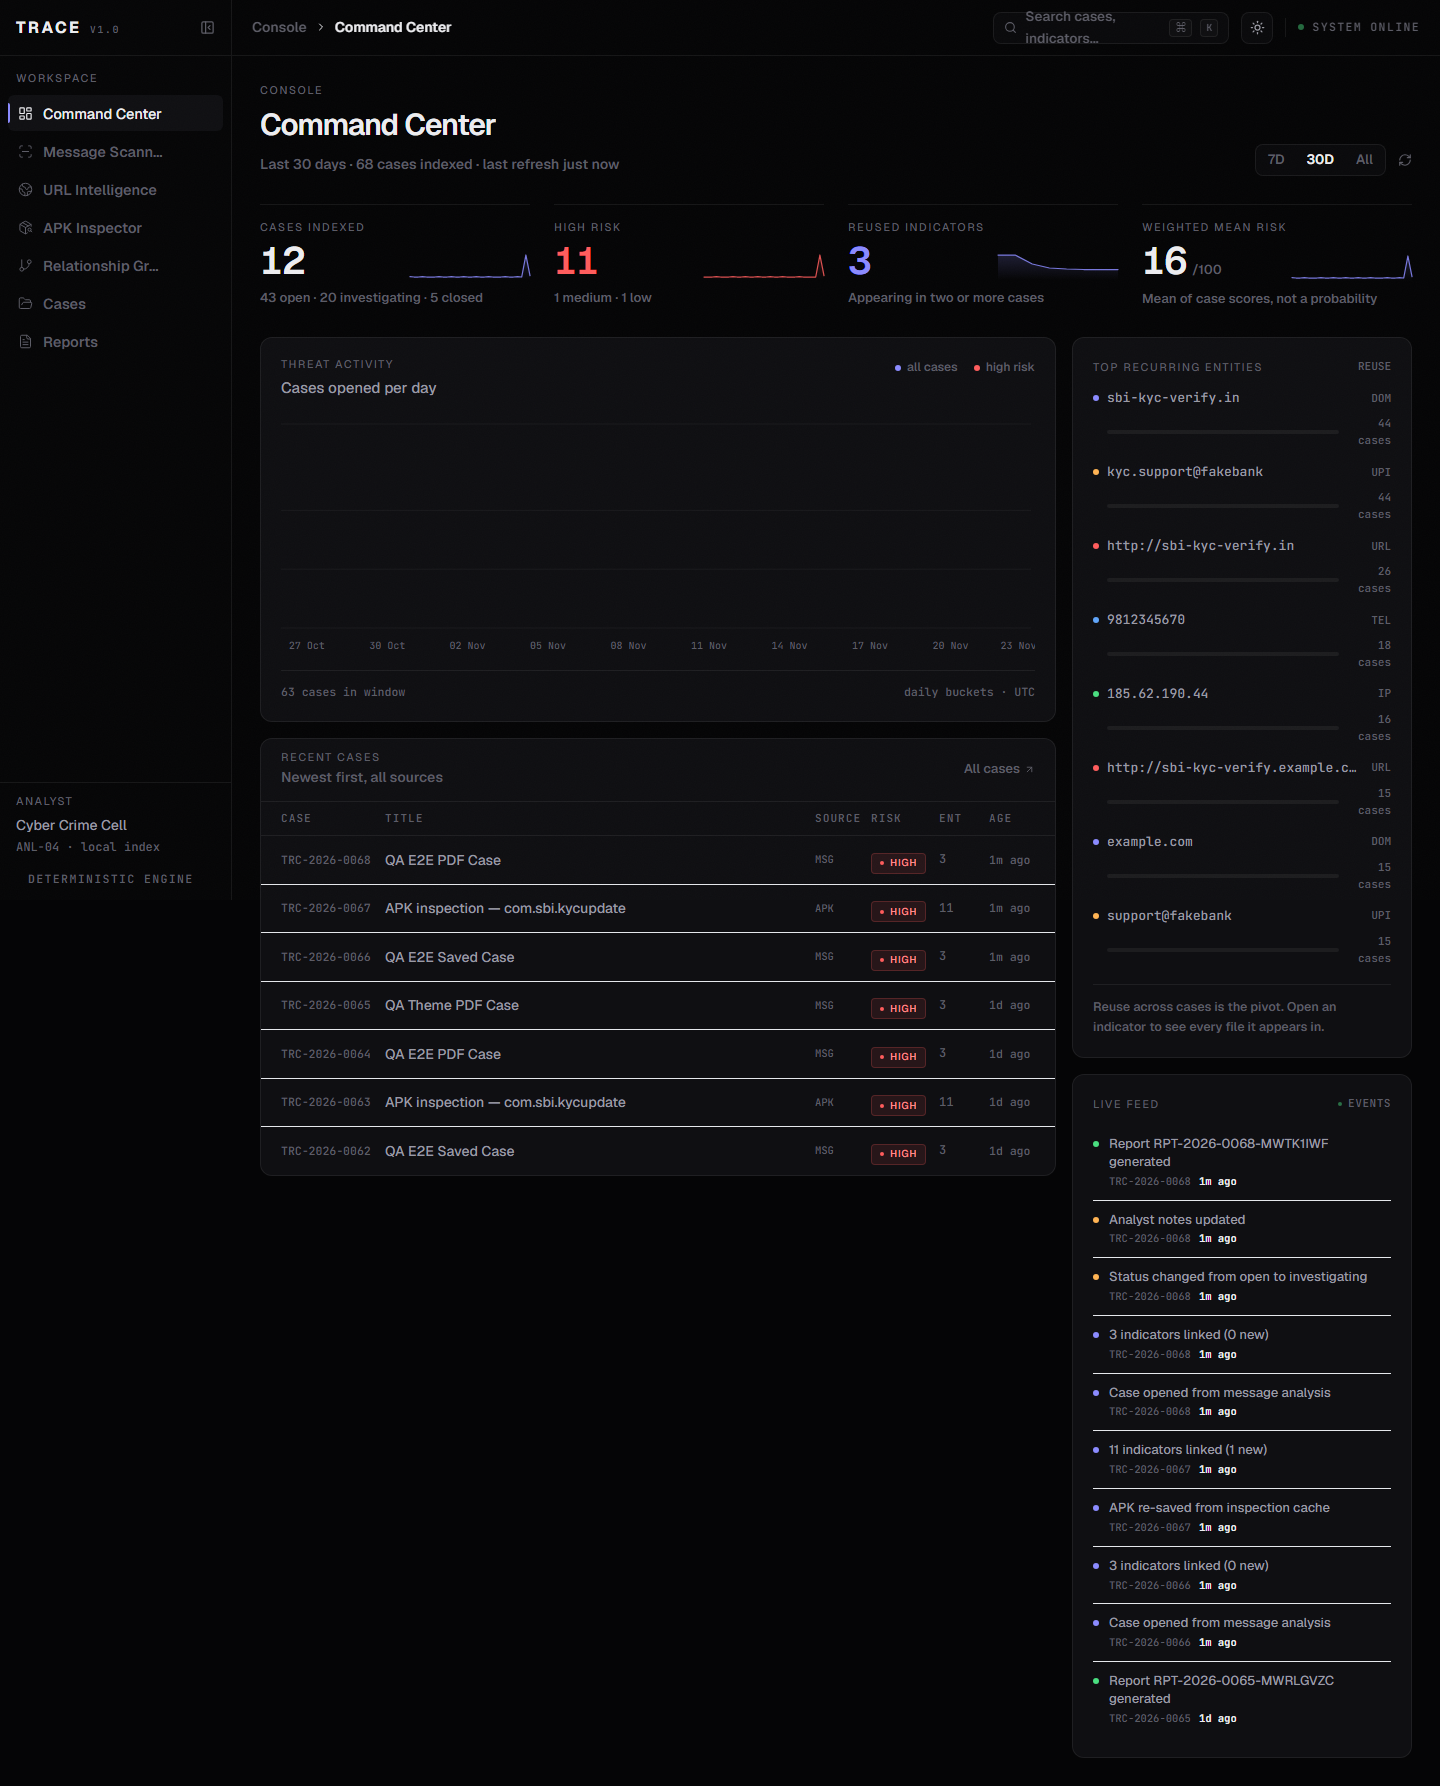 TRACE V1.0
WORKSPACE
Command Center
Message Scann...
URL Intelligence
APK Inspector
Relationship Gr...
Cases
Reports
ANALYST
Cyber Crime Cell
ANL-04 · local index
DETERMINISTIC ENGINE
Console > Command Center
Search cases, indicators...
⌘ K
SYSTEM ONLINE
CONSOLE
Command Center
Last 30 days · 68 cases indexed · last refresh just now
7D 30D All
CASES INDEXED
12
43 open · 20 investigating · 5 closed
HIGH RISK
11
1 medium · 1 low
REUSED INDICATORS
3
Appearing in two or more cases
WEIGHTED MEAN RISK
16 /100
Mean of case scores, not a probability
THREAT ACTIVITY
Cases opened per day
all cases high risk
27 Oct 30 Oct 02 Nov 05 Nov 08 Nov 11 Nov 14 Nov 17 Nov 20 Nov 23 Nov
63 cases in window daily buckets · UTC
RECENT CASES
Newest first, all sources
All cases ↗
CASE TITLE SOURCE RISK ENT AGE
TRC-2026-0068 QA E2E PDF Case MSG HIGH 3 1m ago
TRC-2026-0067 APK inspection — com.sbi.kycupdate APK HIGH 11 1m ago
TRC-2026-0066 QA E2E Saved Case MSG HIGH 3 1m ago
TRC-2026-0065 QA Theme PDF Case MSG HIGH 3 1d ago
TRC-2026-0064 QA E2E PDF Case MSG HIGH 3 1d ago
TRC-2026-0063 APK inspection — com.sbi.kycupdate APK HIGH 11 1d ago
TRC-2026-0062 QA E2E Saved Case MSG HIGH 3 1d ago
TOP RECURRING ENTITIES REUSE
sbi-kyc-verify.in DOM
44
cases
kyc.support@fakebank UPI
44
cases
http://sbi-kyc-verify.in URL
26
cases
9812345670 TEL
18
cases
185.62.190.44 IP
16
cases
http://sbi-kyc-verify.example.c... URL
15
cases
example.com DOM
15
cases
support@fakebank UPI
15
cases
Reuse across cases is the pivot. Open an
indicator to see every file it appears in.
LIVE FEED EVENTS
Report RPT-2026-0068-MWTK1IWF
generated
TRC-2026-0068 1m ago
Analyst notes updated
TRC-2026-0068 1m ago
Status changed from open to investigating
TRC-2026-0068 1m ago
3 indicators linked (0 new)
TRC-2026-0068 1m ago
Case opened from message analysis
TRC-2026-0068 1m ago
11 indicators linked (1 new)
TRC-2026-0067 1m ago
APK re-saved from inspection cache
TRC-2026-0067 1m ago
3 indicators linked (0 new)
TRC-2026-0066 1m ago
Case opened from message analysis
TRC-2026-0066 1m ago
Report RPT-2026-0065-MWRLGVZC
generated
TRC-2026-0065 1d ago